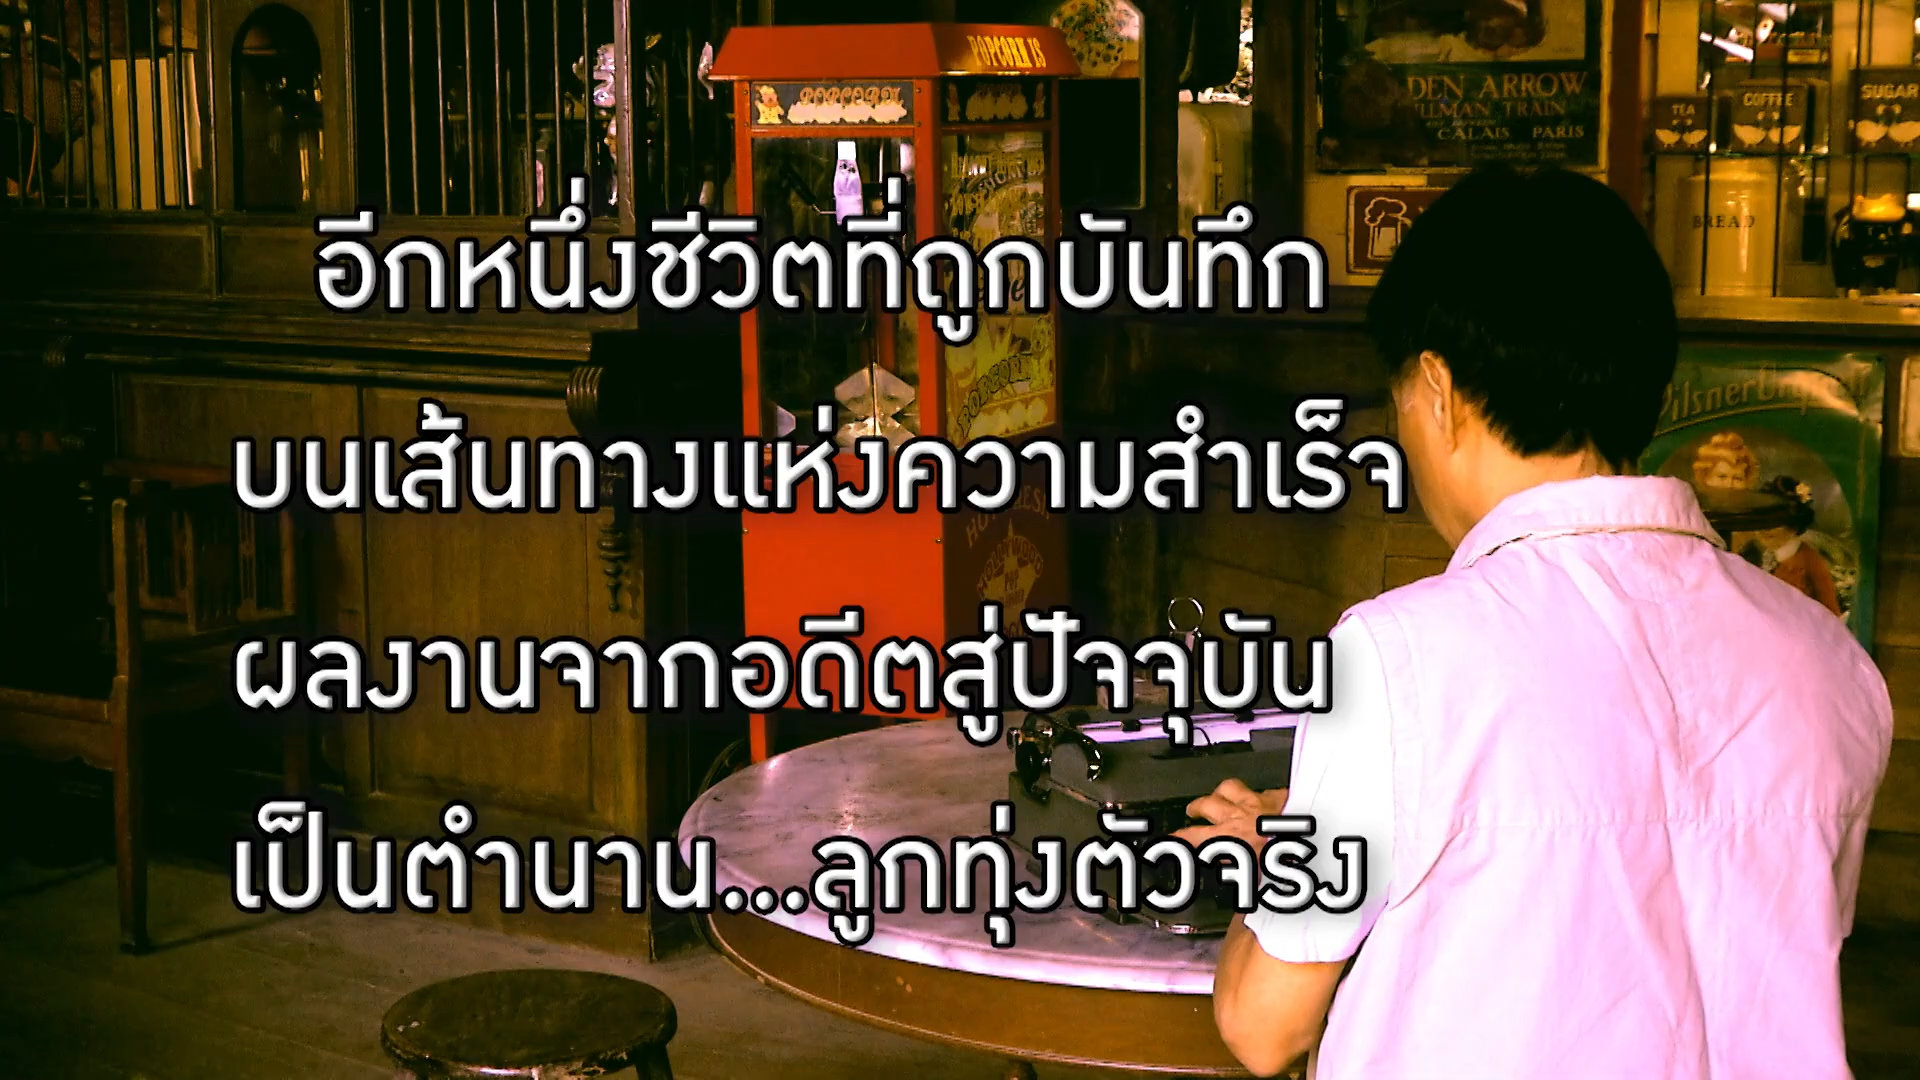 POPCORN IS
POPCORN
DEN ARROW
LLMAN TRAIN
CALAIS PARIS
TEA
COFFEE
SUGAR
BREAD
อีกหนึ่งชีวิตที่ถูกบันทึก
บนเส้นทางแห่งความสำเร็จ
ผลงานจากอดีตสู่ปัจจุบัน
เป็นตำนาน...ลูกทุ่งตัวจริง